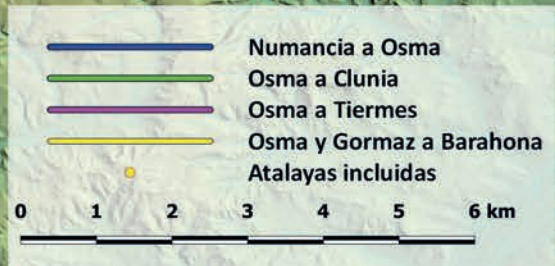 Numancia a Osma
Osma a Clunia
Osma a Tiermes
Osma y Gormaz a Barahona
Atalayas incluidas
0 1 2 3 4 5 6 km